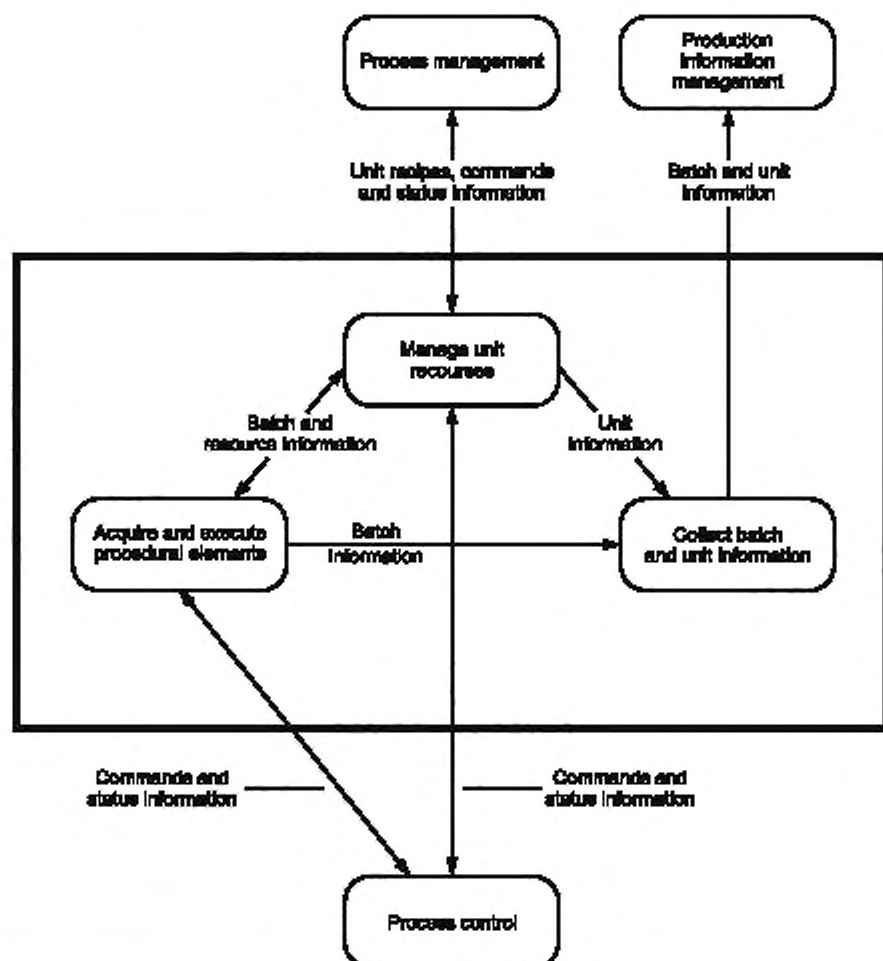 Process management
Production
information
management
Unit recipes, commands
and status information
Batch and unit
information
Manage unit
recourses
Batch and
resource information
Unit
information
Acquire and execute
procedural elements
Batch
information
Collect batch
and unit information
Commands and
status information
Commands and
status information
Process control